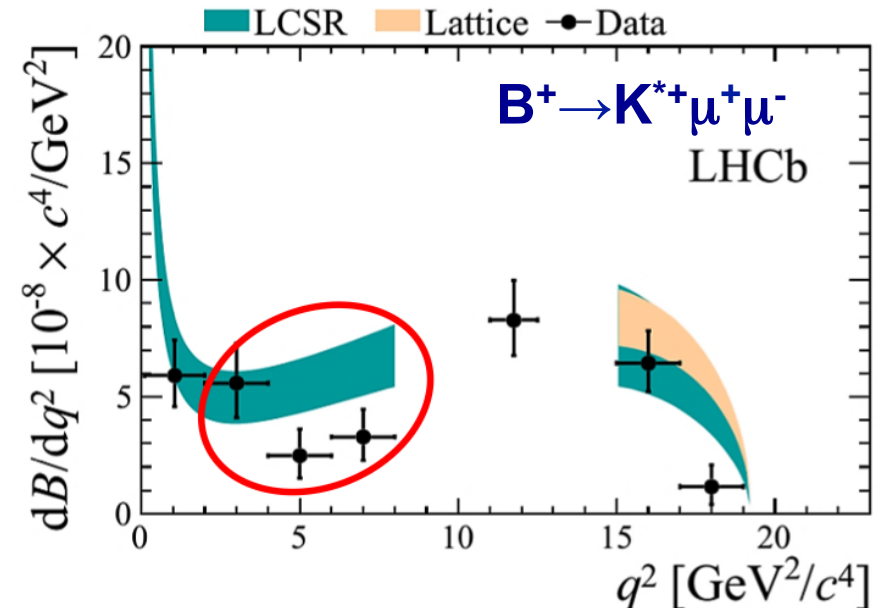 LCSR Lattice Data
B⁺→K*⁺μ⁺μ⁻
LHCb
dB/dq² [10⁻⁸ × c⁴/GeV²]
20
15
10
5
0
0 5 10 15 20
q² [GeV²/c⁴]